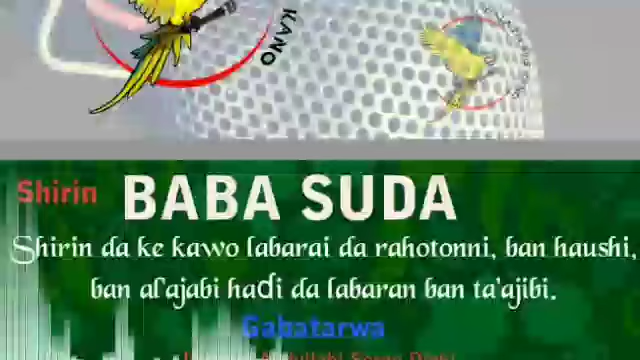 KANO
Shirin BABA SUDA
Shirin da ke kawo labarai da rahotonni, ban haushi,
ban al'ajabi haɗi da labaran ban ta'ajibi.
Gabatarwa